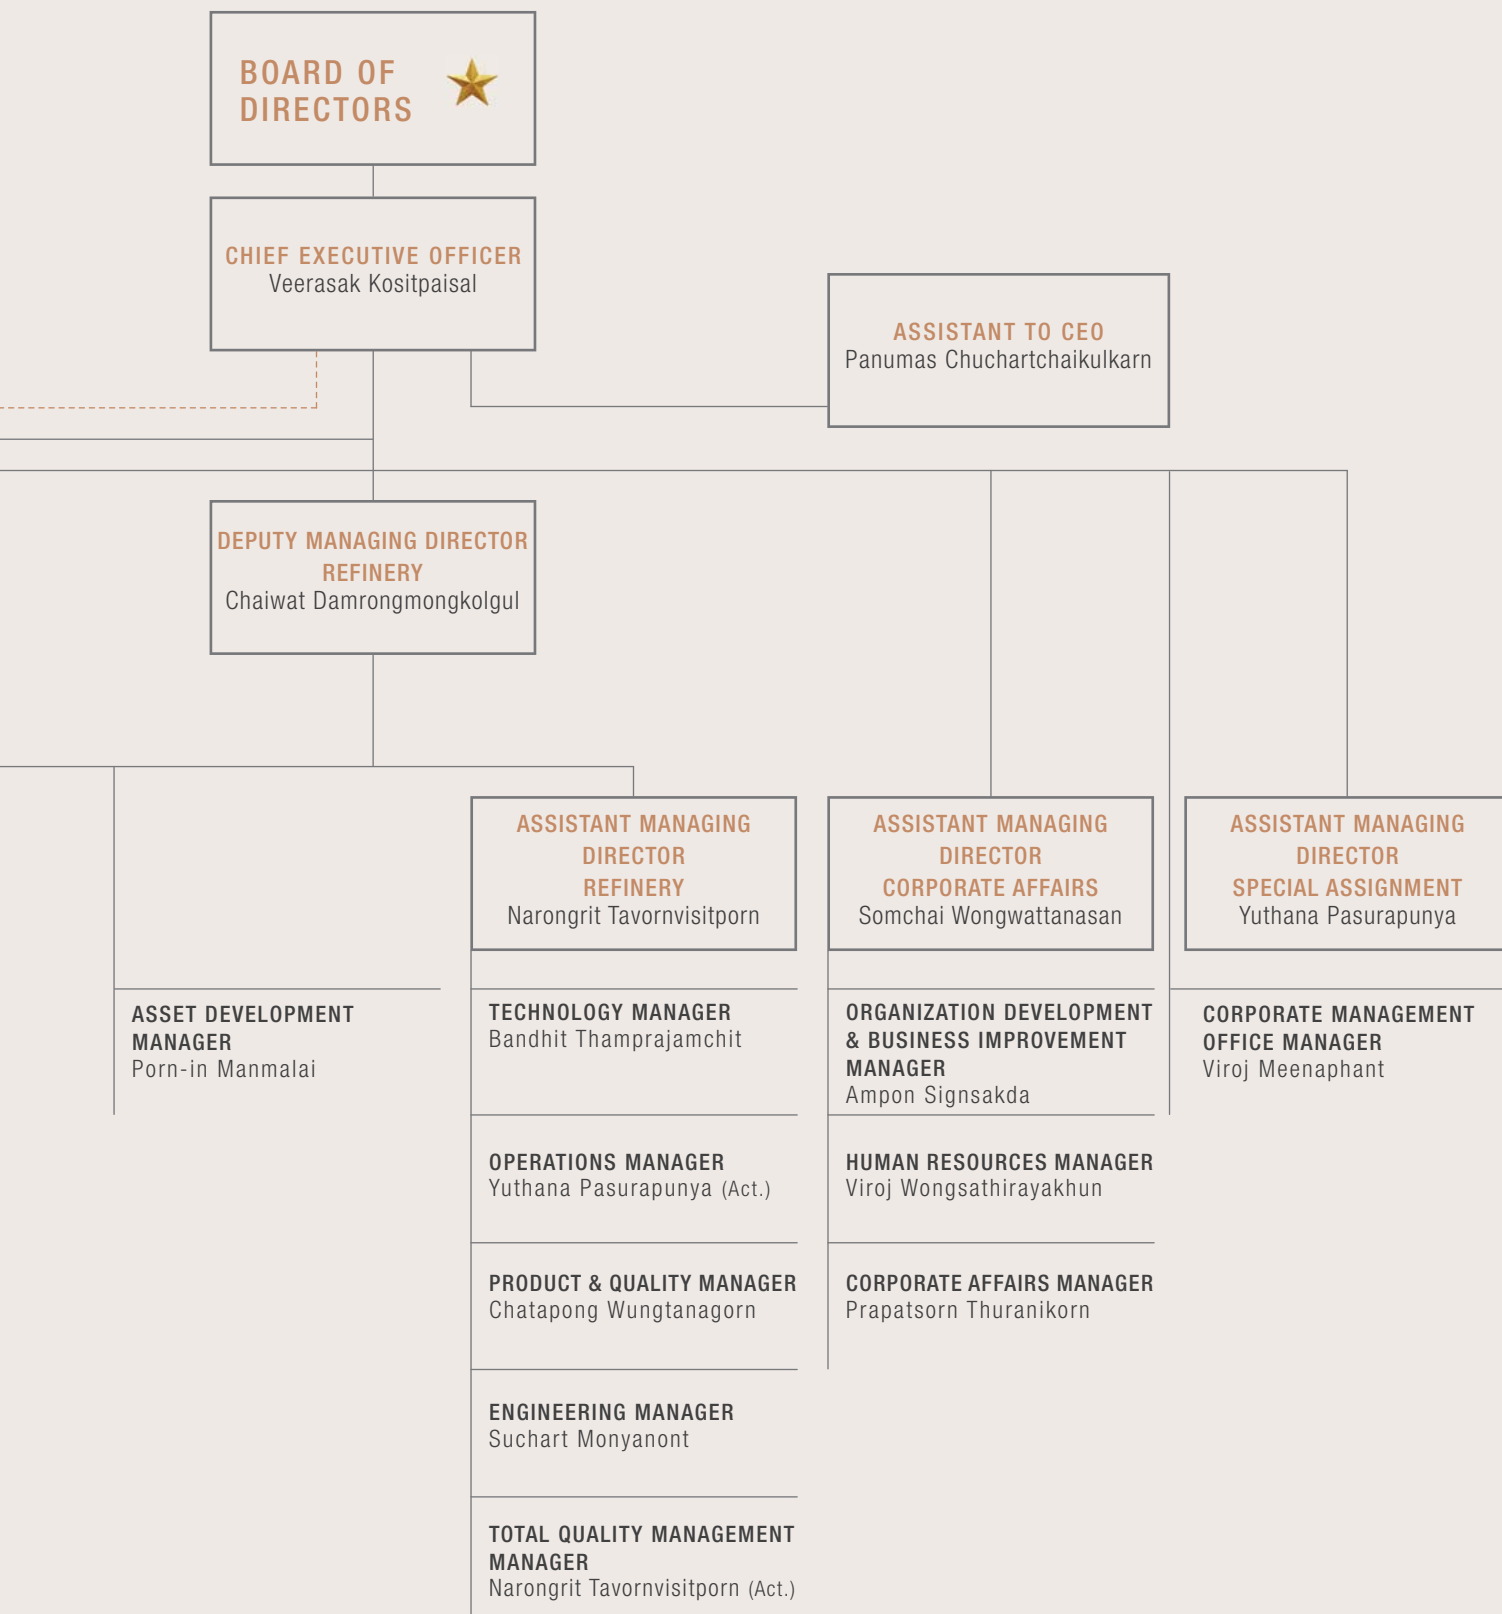 BOARD OF
DIRECTORS
CHIEF EXECUTIVE OFFICER
Veerasak Kositpaisal
ASSISTANT TO CEO
Panumas Chuchartchaikulkarn
DEPUTY MANAGING DIRECTOR
REFINERY
Chaiwat Damrongmongkolgul
ASSISTANT MANAGING
DIRECTOR
REFINERY
Narongrit Tavornvisitporn
ASSISTANT MANAGING
DIRECTOR
CORPORATE AFFAIRS
Somchai Wongwattanasan
ASSISTANT MANAGING
DIRECTOR
SPECIAL ASSIGNMENT
Yuthana Pasurapunya
ASSET DEVELOPMENT
MANAGER
Porn-in Manmalai
TECHNOLOGY MANAGER
Bandhit Thamprajamchit
OPERATIONS MANAGER
Yuthana Pasurapunya (Act.)
PRODUCT & QUALITY MANAGER
Chatapong Wungtanagorn
ENGINEERING MANAGER
Suchart Monyanont
TOTAL QUALITY MANAGEMENT
MANAGER
Narongrit Tavornvisitporn (Act.)
ORGANIZATION DEVELOPMENT
& BUSINESS IMPROVEMENT
MANAGER
Ampon Signsakda
HUMAN RESOURCES MANAGER
Viroj Wongsathirayakhun
CORPORATE AFFAIRS MANAGER
Prapatsorn Thuranikorn
CORPORATE MANAGEMENT
OFFICE MANAGER
Viroj Meenaphant